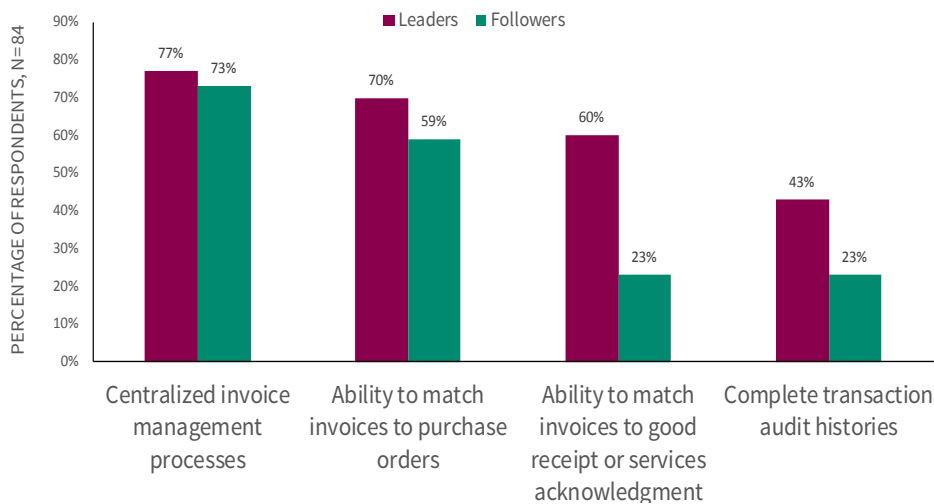 90%
Leaders Followers
80%
77%
73%
70%
70%
60%
59%
60%
50%
43%
40%
30%
23%
23%
20%
10%
0%
PERCENTAGE OF RESPONDENTS, N=84
Centralized invoice
management
processes
Ability to match
invoices to purchase
orders
Ability to match
invoices to good
receipt or services
acknowledgment
Complete transaction
audit histories